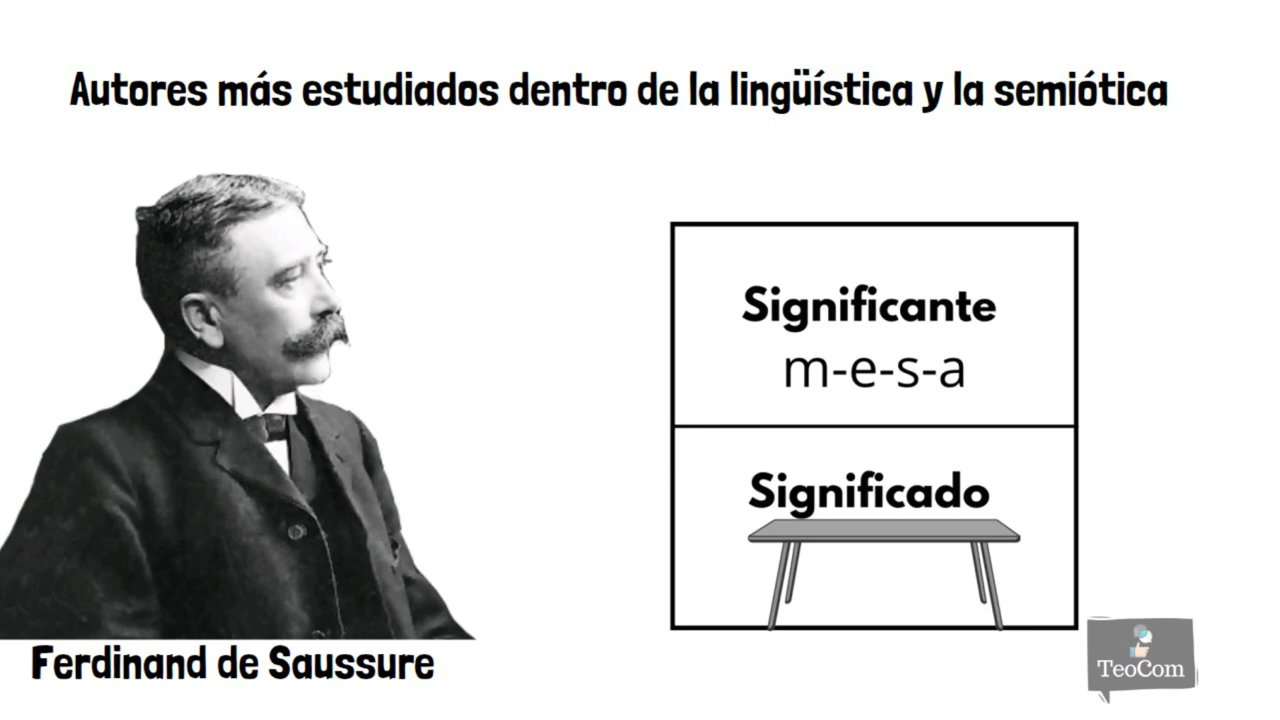 Autores más estudiados dentro de la lingüística y la semiótica
Significante
m-e-s-a
Significado
Ferdinand de Saussure
TeoCom